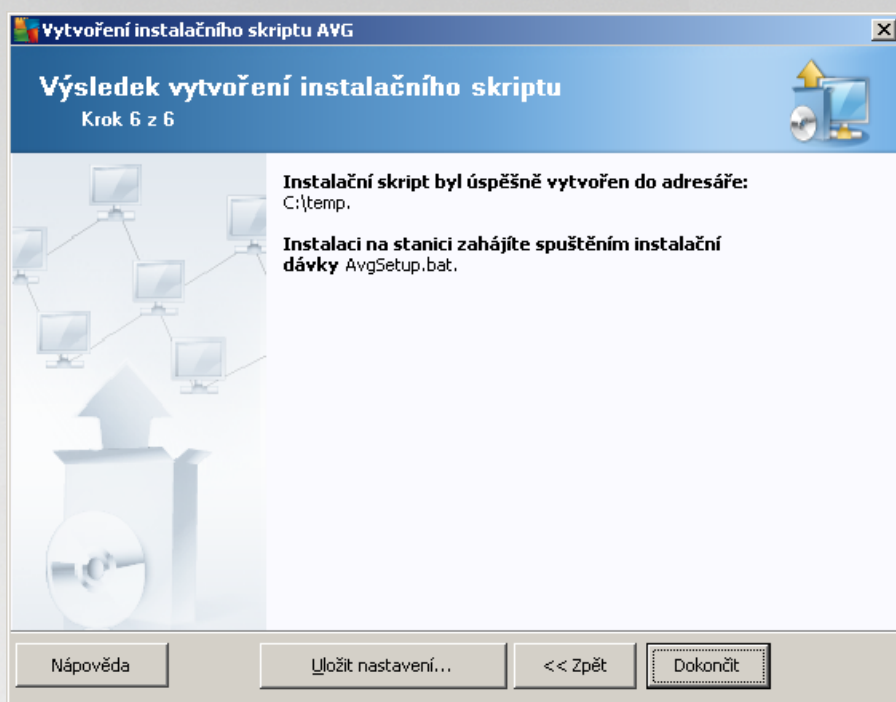 Vytvoření instalačního skriptu AVG
Výsledek vytvoření instalačního skriptu
Krok 6 z 6
Instalační skript byl úspěšně vytvořen do adresáře:
C:\temp.
Instalaci na stanici zahájíte spuštěním instalační
dávky AvgSetup.bat.
Nápověda
Uložit nastavení...
<< Zpět
Dokončit